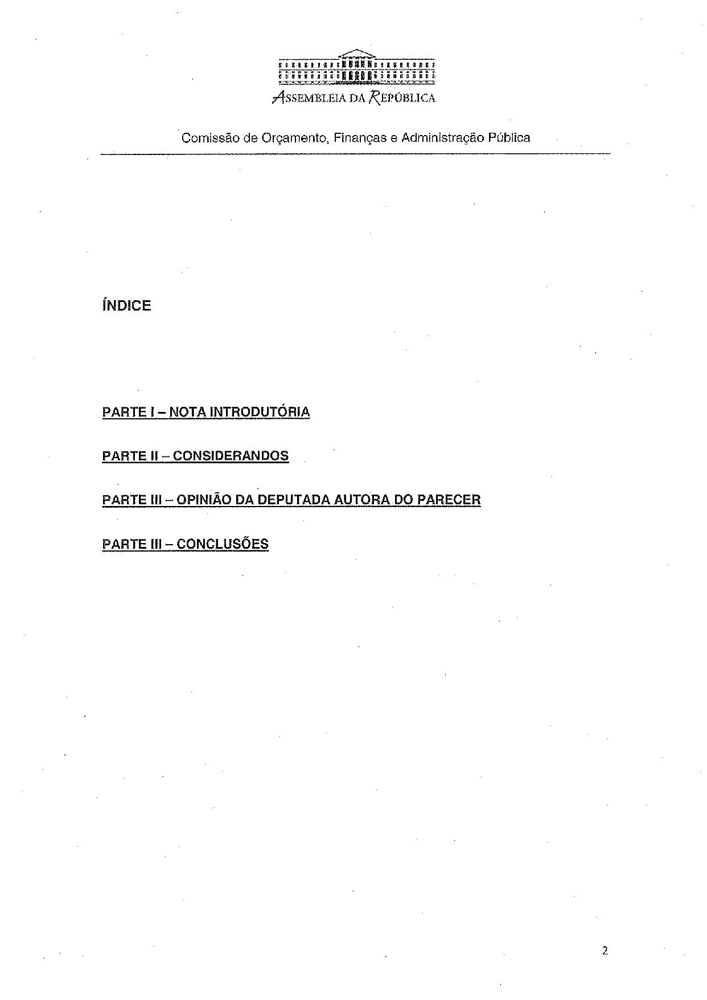 ASSEMBLEIA DA REPÚBLICA
Comissão de Orçamento, Finanças e Administração Pública
ÍNDICE
PARTE I – NOTA INTRODUTÓRIA
PARTE II – CONSIDERANDOS
PARTE III – OPINIÃO DA DEPUTADA AUTORA DO PARECER
PARTE III – CONCLUSÕES
2